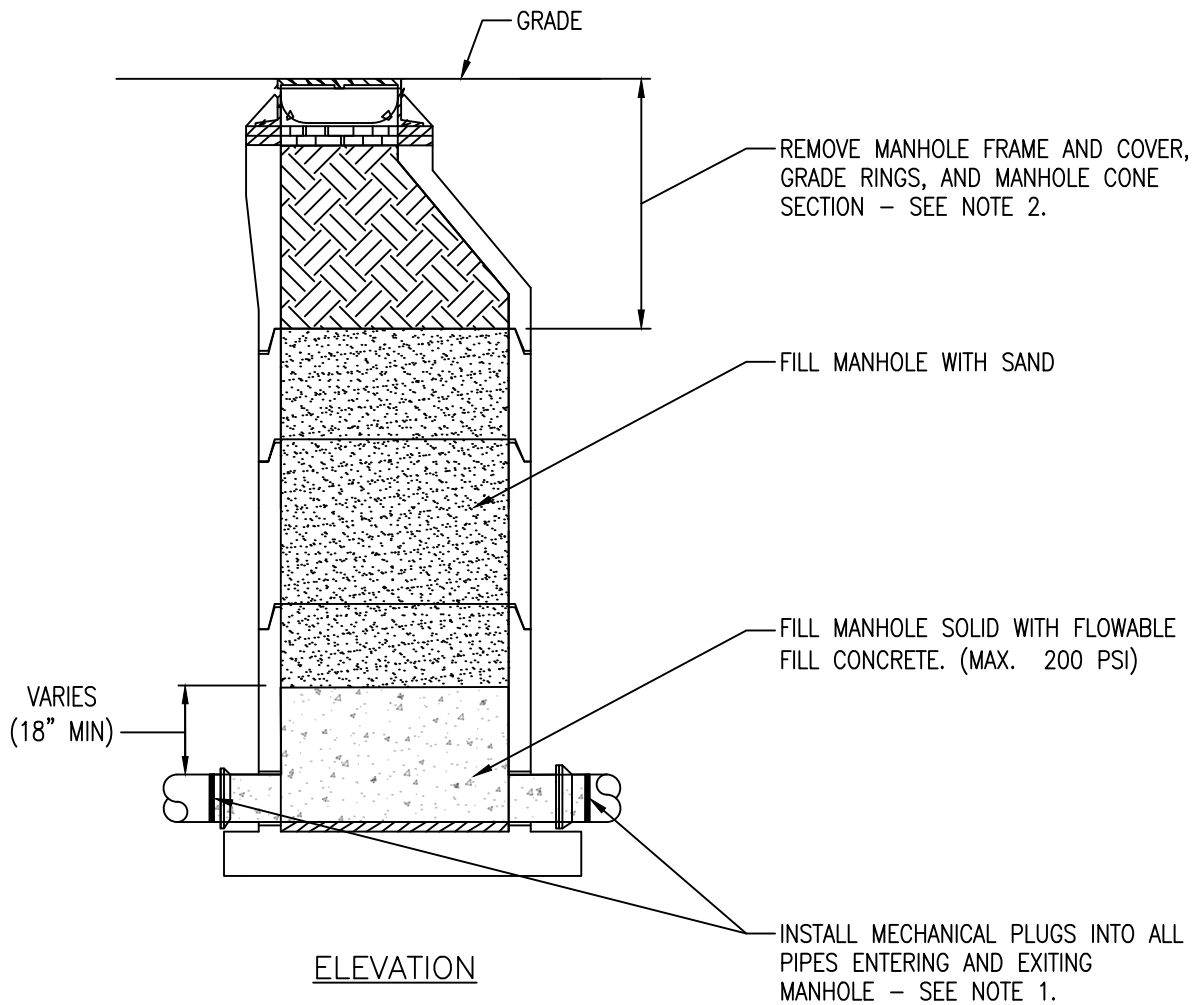 GRADE
REMOVE MANHOLE FRAME AND COVER,
GRADE RINGS, AND MANHOLE CONE
SECTION – SEE NOTE 2.
FILL MANHOLE WITH SAND
FILL MANHOLE SOLID WITH FLOWABLE
FILL CONCRETE. (MAX. 200 PSI)
VARIES
(18” MIN)
INSTALL MECHANICAL PLUGS INTO ALL
PIPES ENTERING AND EXITING
MANHOLE – SEE NOTE 1.
ELEVATION